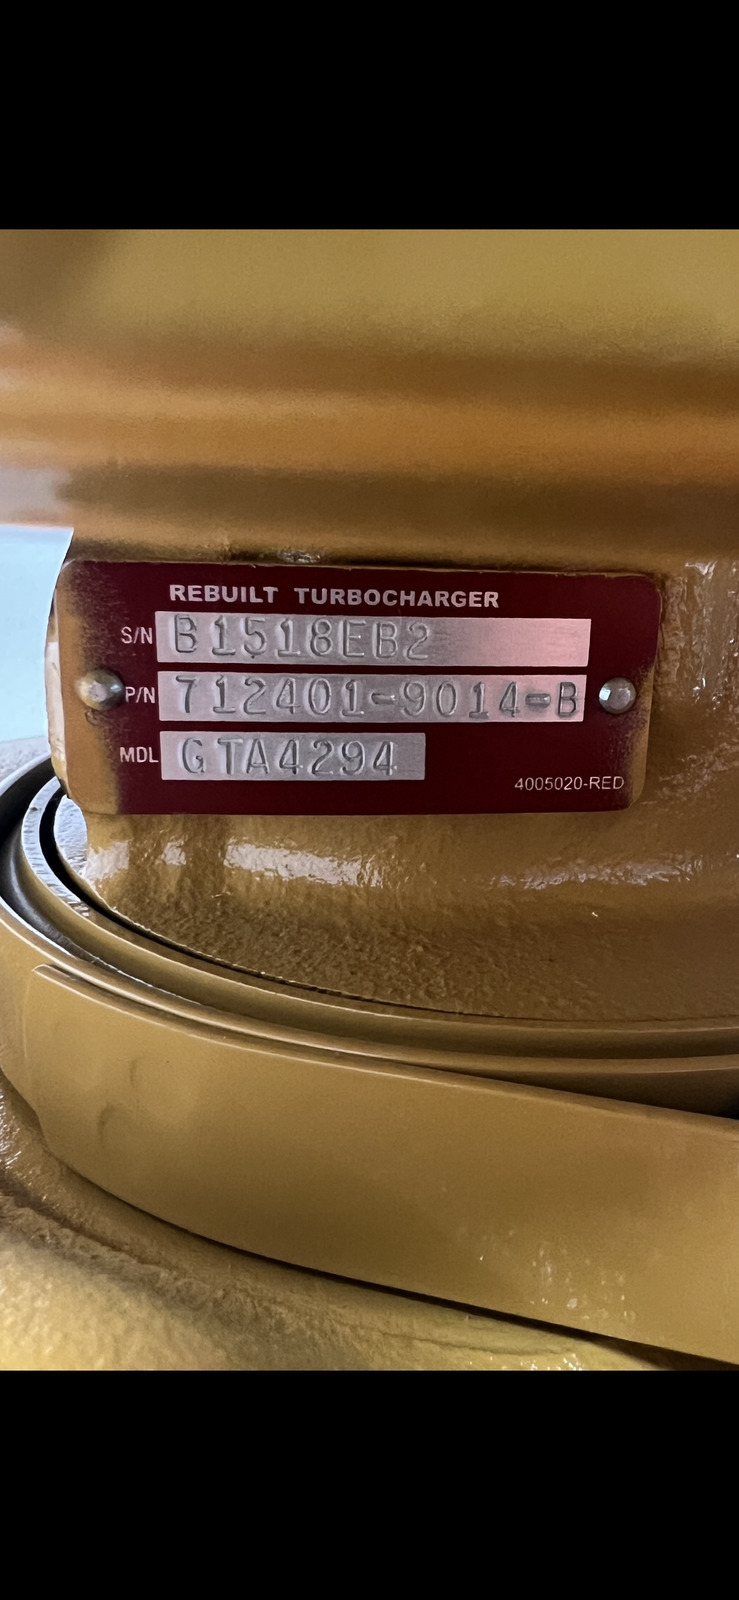 REBUILT TURBOCHARGER
S/N B1518EB2
P/N 712401-9014-B
MDL GTA4294
4005020-RED